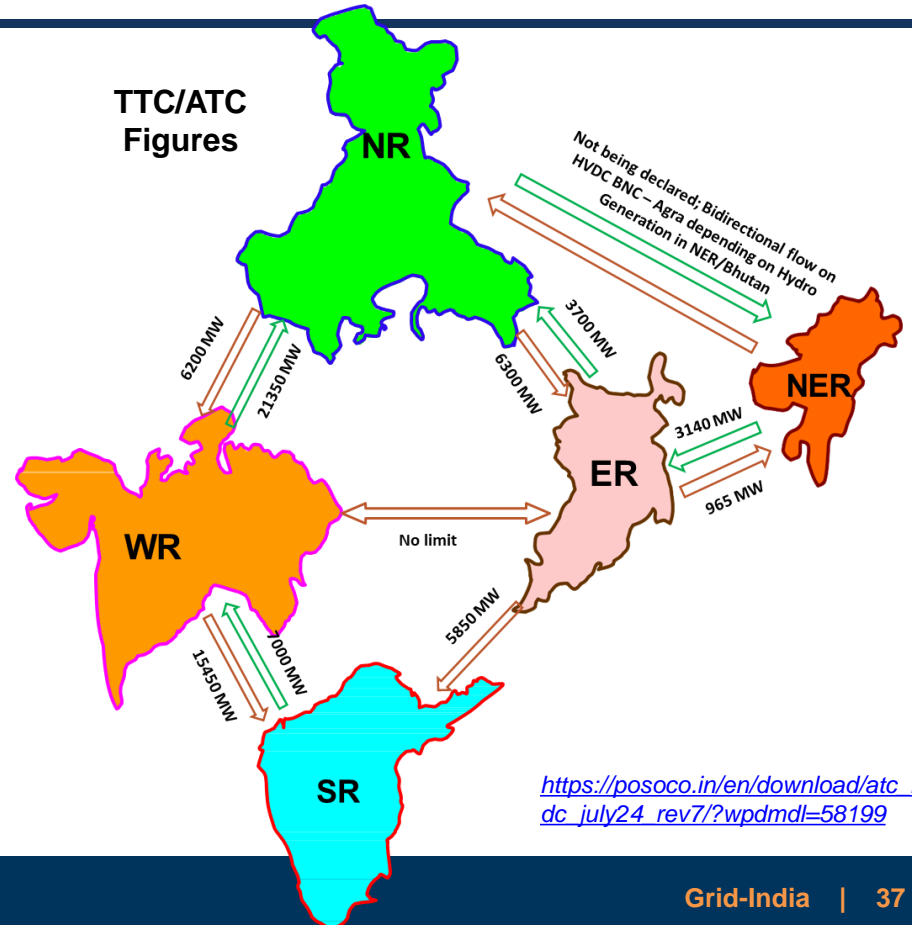 TTC/ATC
Figures
NR
Not being declared; Bidirectional flow on
HVDC BNC – Agra depending on Hydro
Generation in NER/Bhutan
6200 MW
21350 MW
6300 MW
3700 MW
NER
3140 MW
965 MW
ER
WR
No limit
5850 MW
15450 MW
7000 MW
SR
https://posoco.in/en/download/atc_
dc_july24_rev7/?wpdmdl=58199
Grid-India | 37